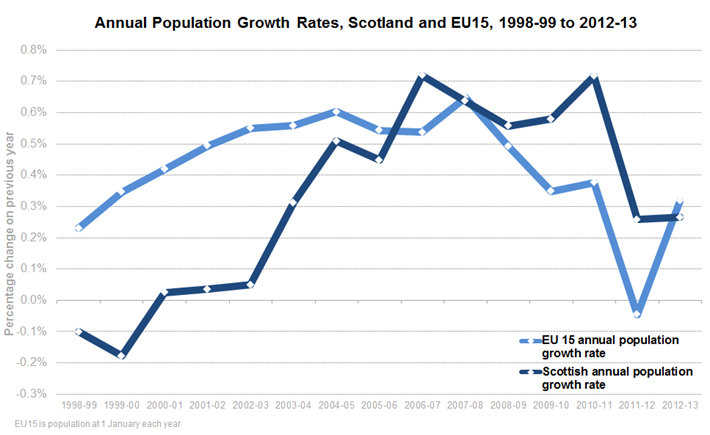 Annual Population Growth Rates, Scotland and EU15, 1998-99 to 2012-13
Percentage change on previous year
0.8%
0.7%
0.6%
0.5%
0.4%
0.3%
0.2%
0.1%
0.0%
-0.1%
-0.2%
-0.3%
EU 15 annual population
growth rate
Scottish annual population
growth rate
1998-99 1999-00 2000-01 2001-02 2002-03 2003-04 2004-05 2005-06 2006-07 2007-08 2008-09 2009-10 2010-11 2011-12 2012-13
EU15 is population at 1 January each year